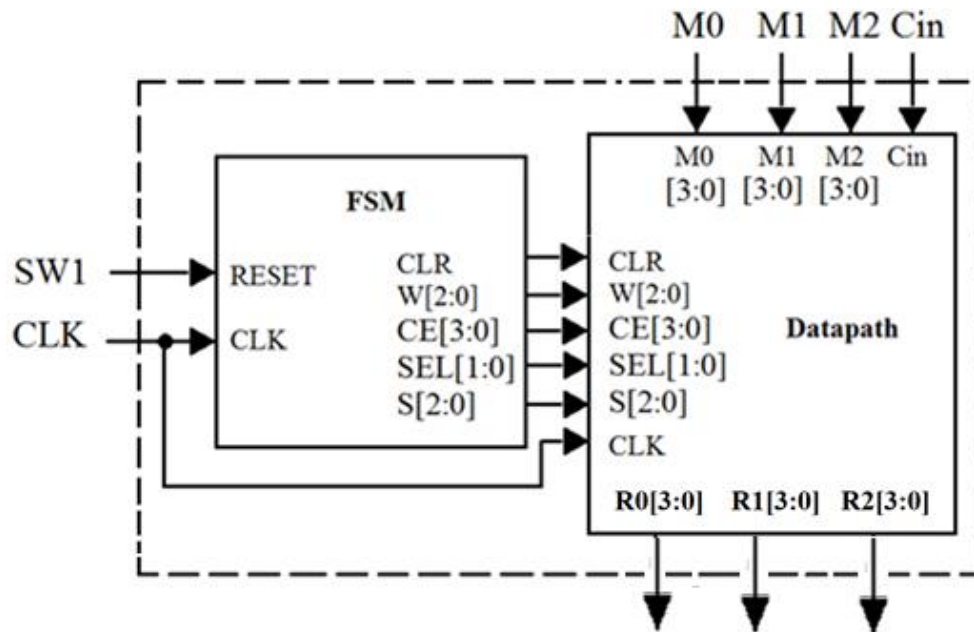 M0 M1 M2 Cin
M0 M1 M2 Cin
[3:0] [3:0] [3:0]
FSM
SW1
RESET
CLK
CLK
CLR
W[2:0]
CE[3:0]
SEL[1:0]
S[2:0]
CLR
W[2:0]
CE[3:0]
SEL[1:0]
S[2:0]
CLK
Datapath
R0[3:0] R1[3:0] R2[3:0]